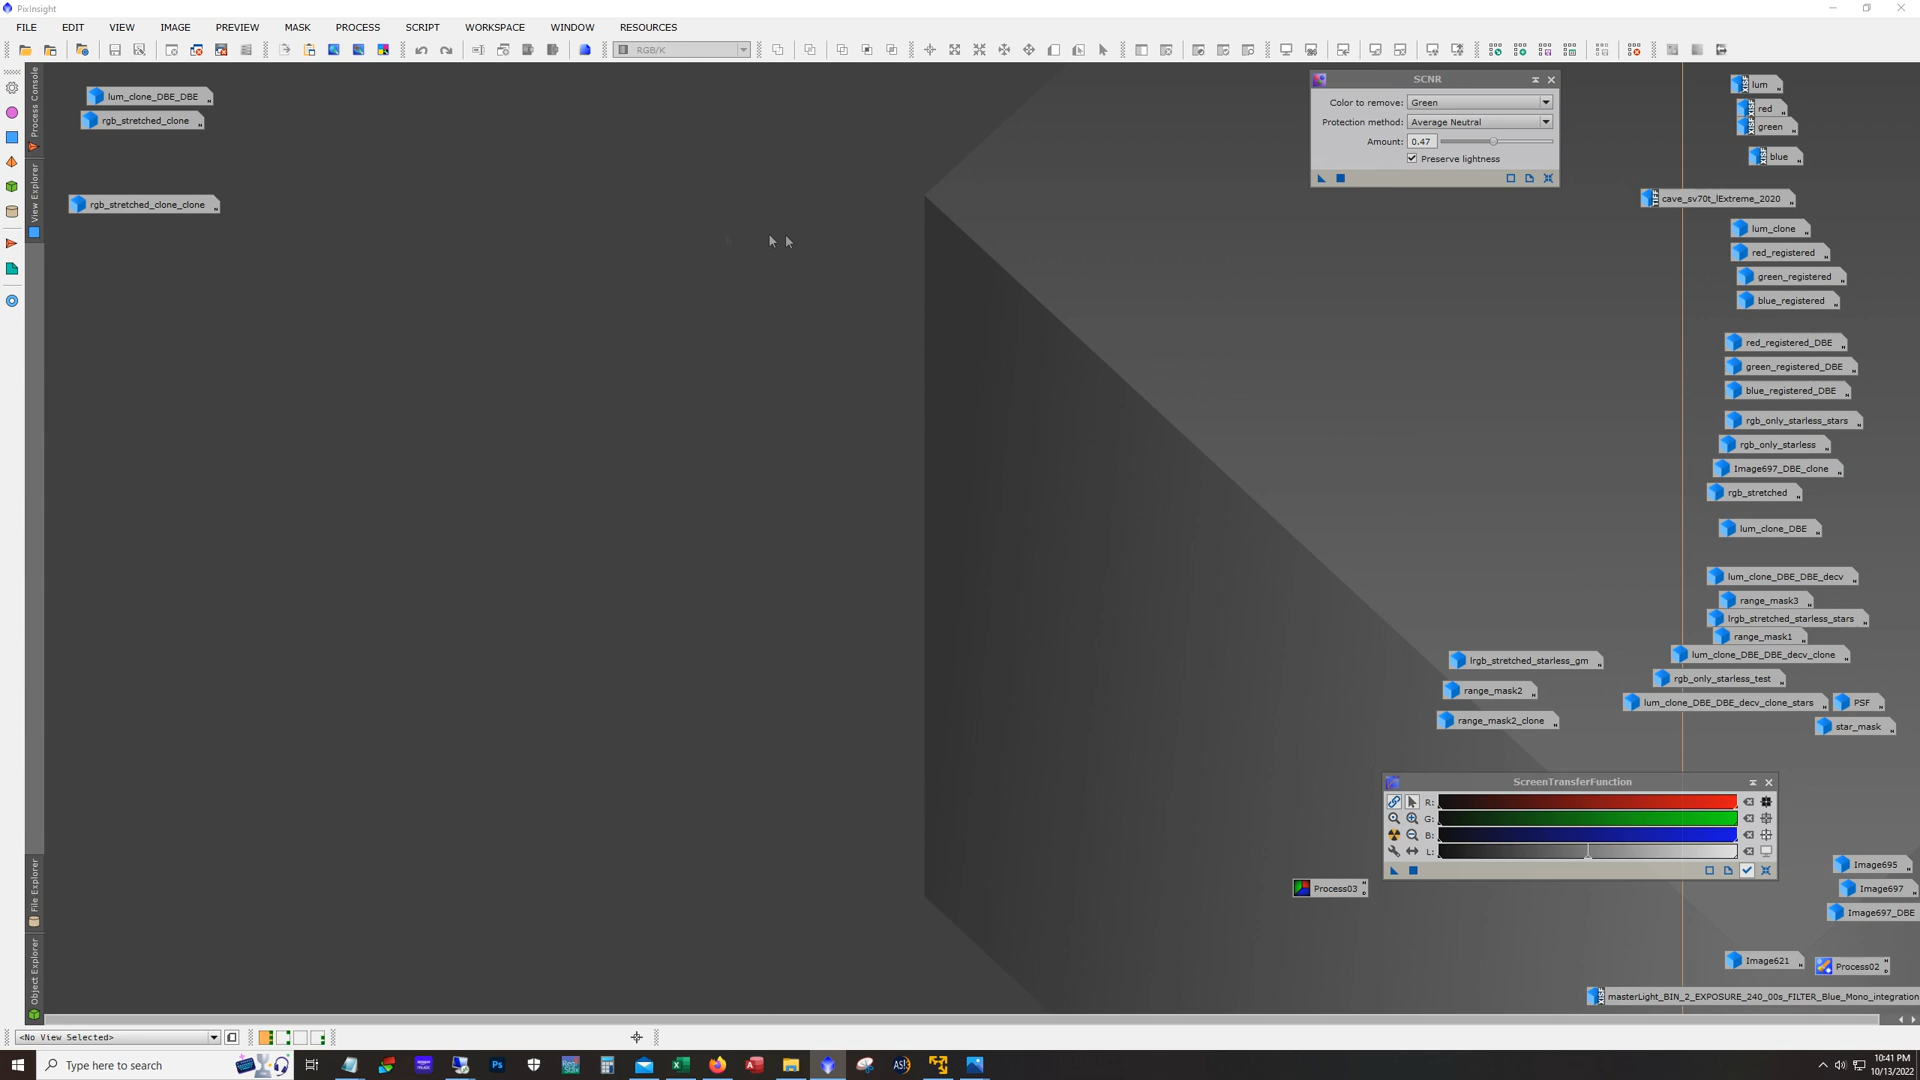 PixInsight
FILE EDIT VIEW IMAGE PREVIEW MASK PROCESS SCRIPT WORKSPACE WINDOW RESOURCES
RGB/K
Process Console
View Explorer
File Explorer
Object Explorer
lum_clone_DBE_DBE
rgb_stretched_clone
rgb_stretched_clone_clone
SCNR
Color to remove: Green
Protection method: Average Neutral
Amount: 0.47
Preserve lightness
lum
red
green
blue
cave_sv70t_lExtreme_2020
lum_clone
red_registered
green_registered
blue_registered
red_registered_DBE
green_registered_DBE
blue_registered_DBE
rgb_only_starless_stars
rgb_only_starless
Image697_DBE_clone
rgb_stretched
lum_clone_DBE
lum_clone_DBE_DBE_decv
range_mask3
lrgb_stretched_starless_stars
range_mask1
lum_clone_DBE_DBE_decv_clone
lrgb_stretched_starless_gm
rgb_only_starless_test
range_mask2
lum_clone_DBE_DBE_decv_clone_stars
PSF
range_mask2_clone
star_mask
ScreenTransferFunction
R:
G:
B:
L:
Image695
Process03
Image697
Image697_DBE
Image621
Process02
masterLight_BIN_2_EXPOSURE_240_00s_FILTER_Blue_Mono_integration
<No View Selected>
Type here to search
10:41 PM
10/13/2022